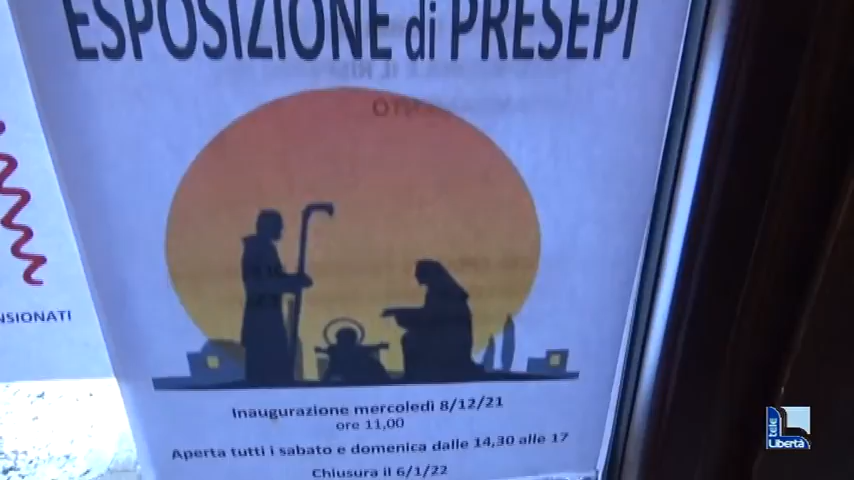 ESPOSIZIONE di PRESEPI
Inaugurazione mercoledì 8/12/21
ore 11,00
Aperta tutti i sabato e domenica dalle 14,30 alle 17
Chiusura il 6/1/22
tele
Libertà